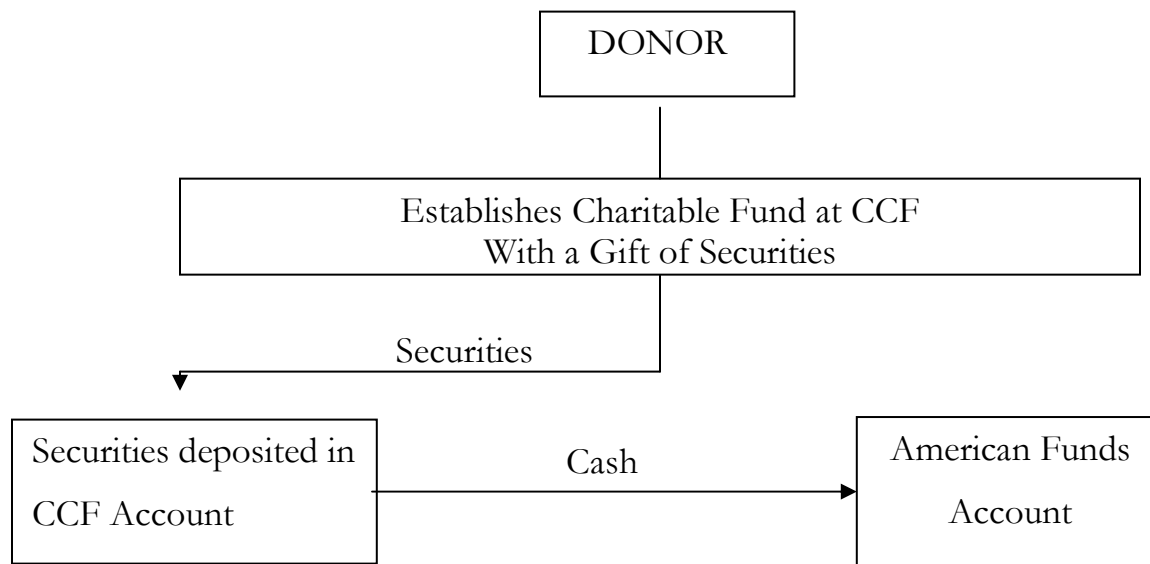 DONOR
Establishes Charitable Fund at CCF
With a Gift of Securities
Securities
Securities deposited in
CCF Account
Cash
American Funds
Account